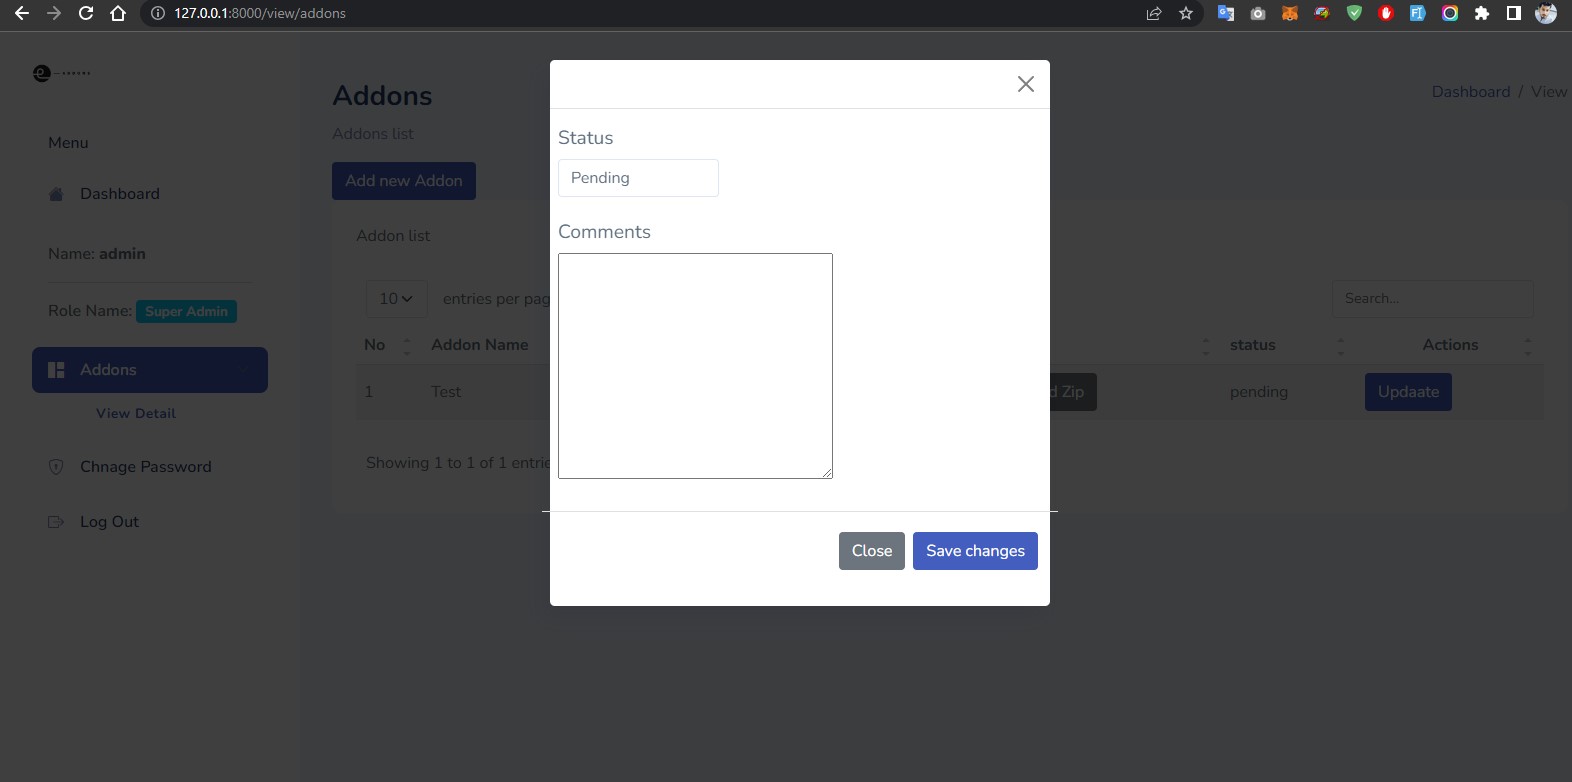 127.0.0.1:8000/view/addons
Menu
Dashboard
Name: admin
Role Name: Super Admin
Addons
View Detail
Chnage Password
Log Out
Addons
Addons list
Dashboard / View
Add new Addon
Addon list
10 entries per pag
Search...
No Addon Name status Actions
1 Test d Zip pending Updaate
Showing 1 to 1 of 1 entrie
Status
Pending
Comments
Close Save changes